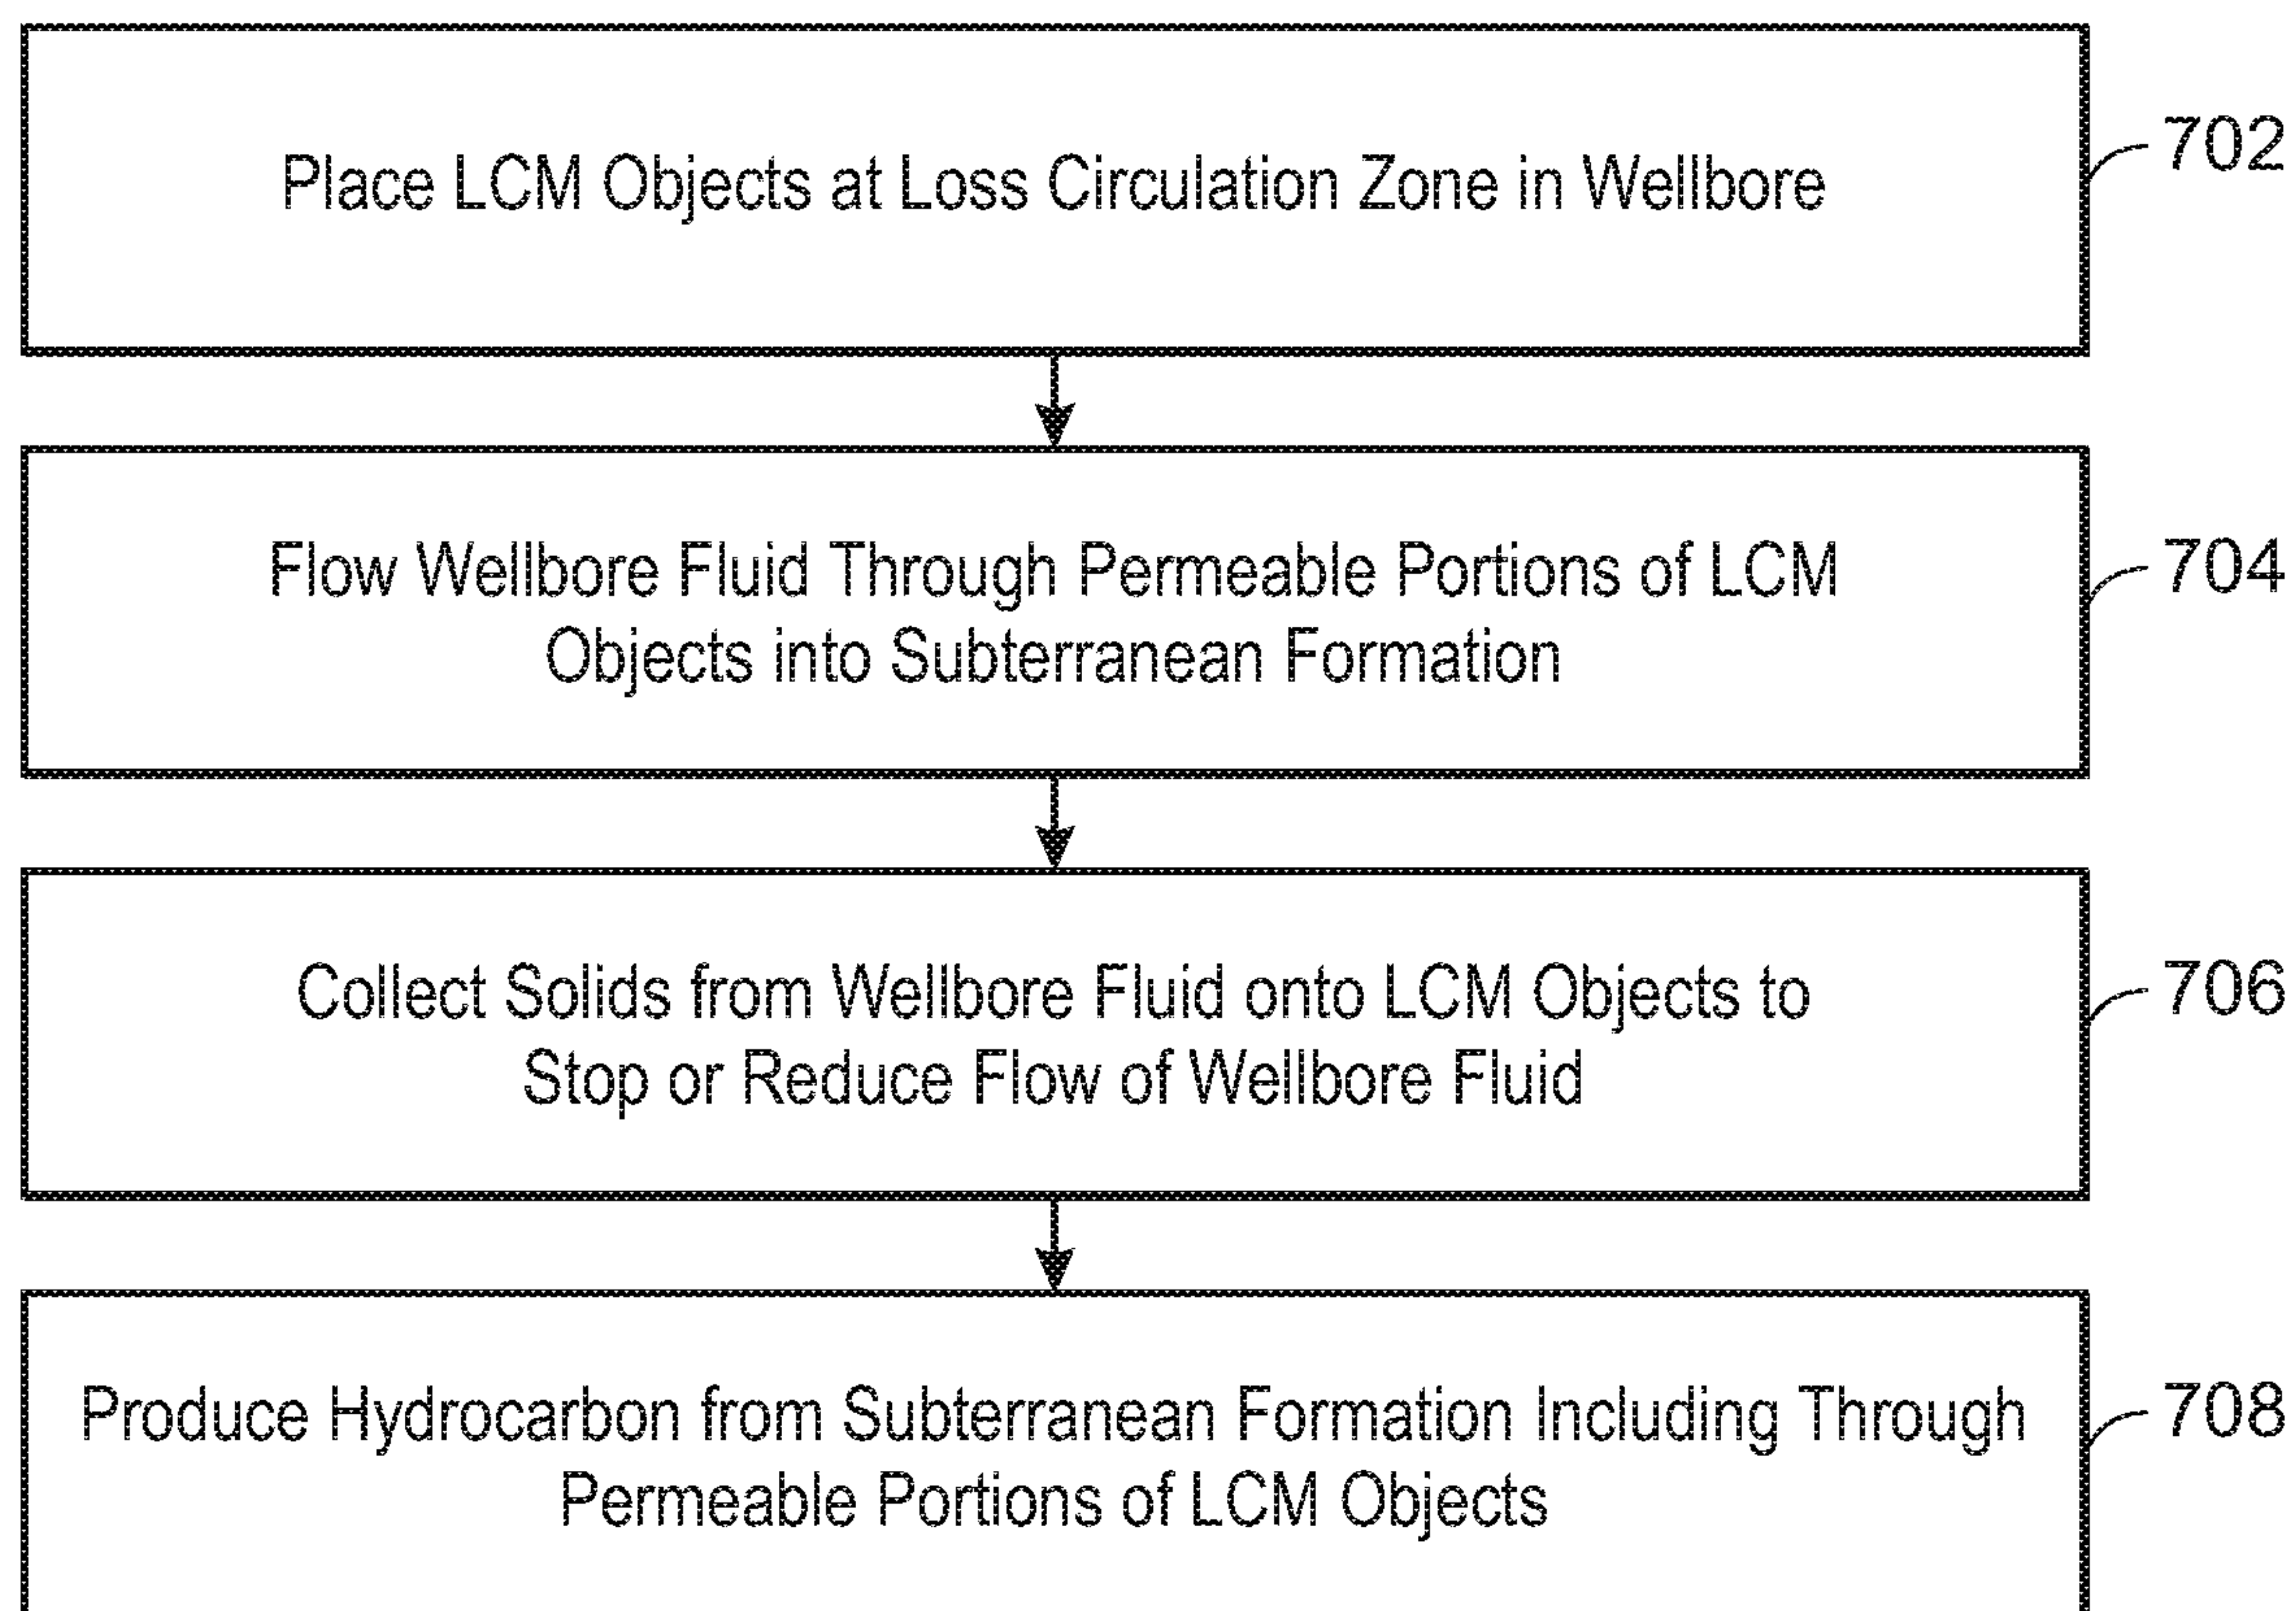 Place LCM Objects at Loss Circulation Zone in Wellbore
702
Flow Wellbore Fluid Through Permeable Portions of LCM
Objects into Subterranean Formation
704
Collect Solids from Wellbore Fluid onto LCM Objects to
Stop or Reduce Flow of Wellbore Fluid
706
Produce Hydrocarbon from Subterranean Formation Including Through
Permeable Portions of LCM Objects
708